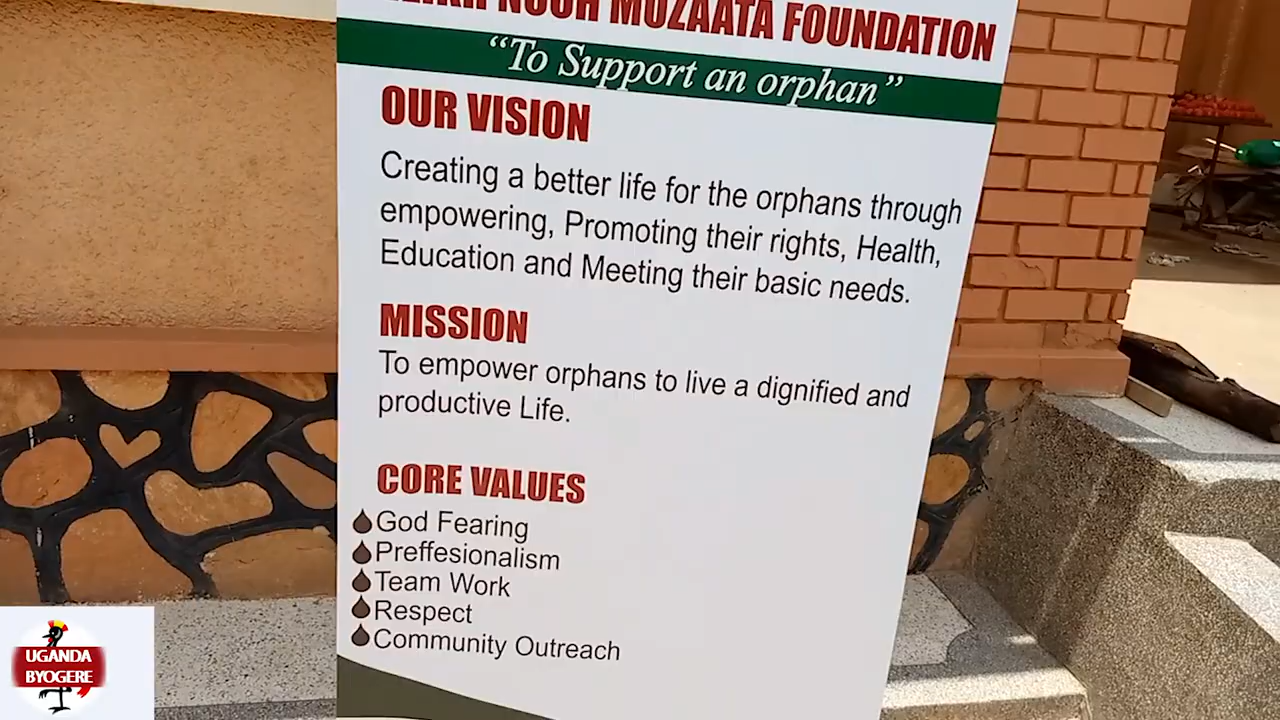 NOOH MUZAATA FOUNDATION
“To Support an orphan”
OUR VISION
Creating a better life for the orphans through
empowering, Promoting their rights, Health,
Education and Meeting their basic needs.
MISSION
To empower orphans to live a dignified and
productive Life.
CORE VALUES
God Fearing
Preffesionalism
Team Work
Respect
Community Outreach
UGANDA
BYOGERE